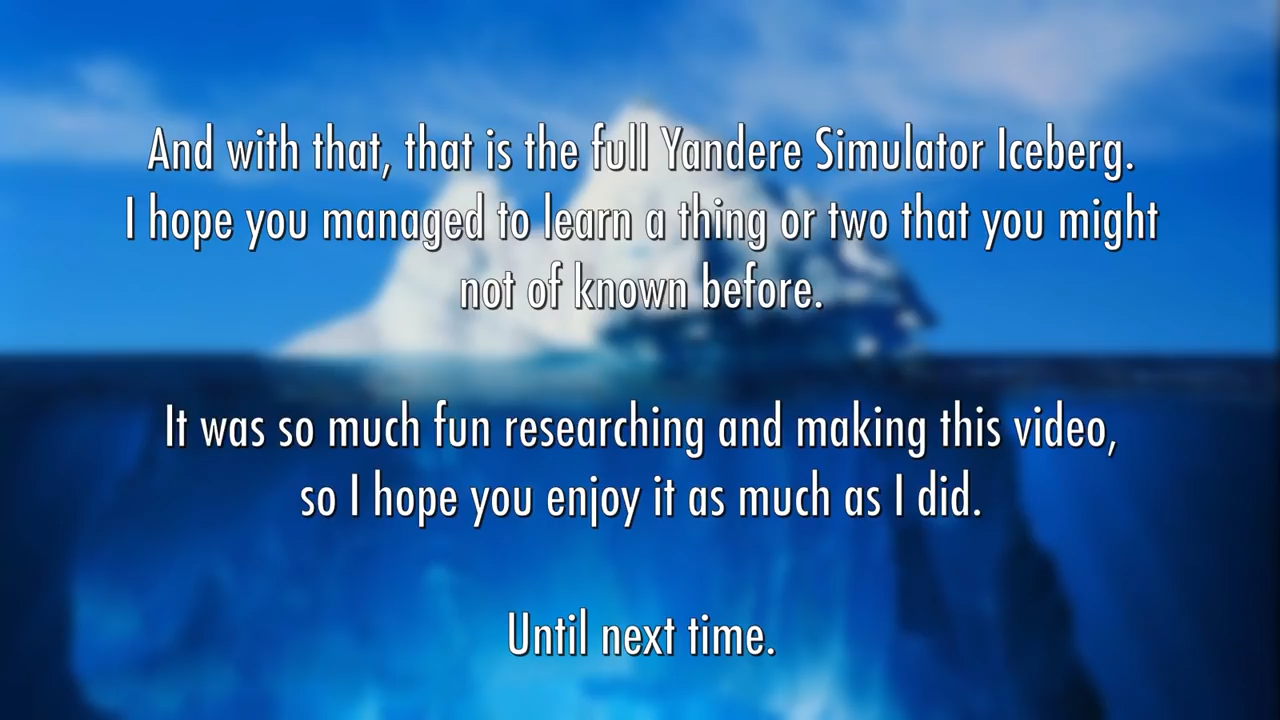 And with that, that is the full Yandere Simulator Iceberg.
I hope you managed to learn a thing or two that you might
not of known before.
It was so much fun researching and making this video,
so I hope you enjoy it as much as I did.
Until next time.